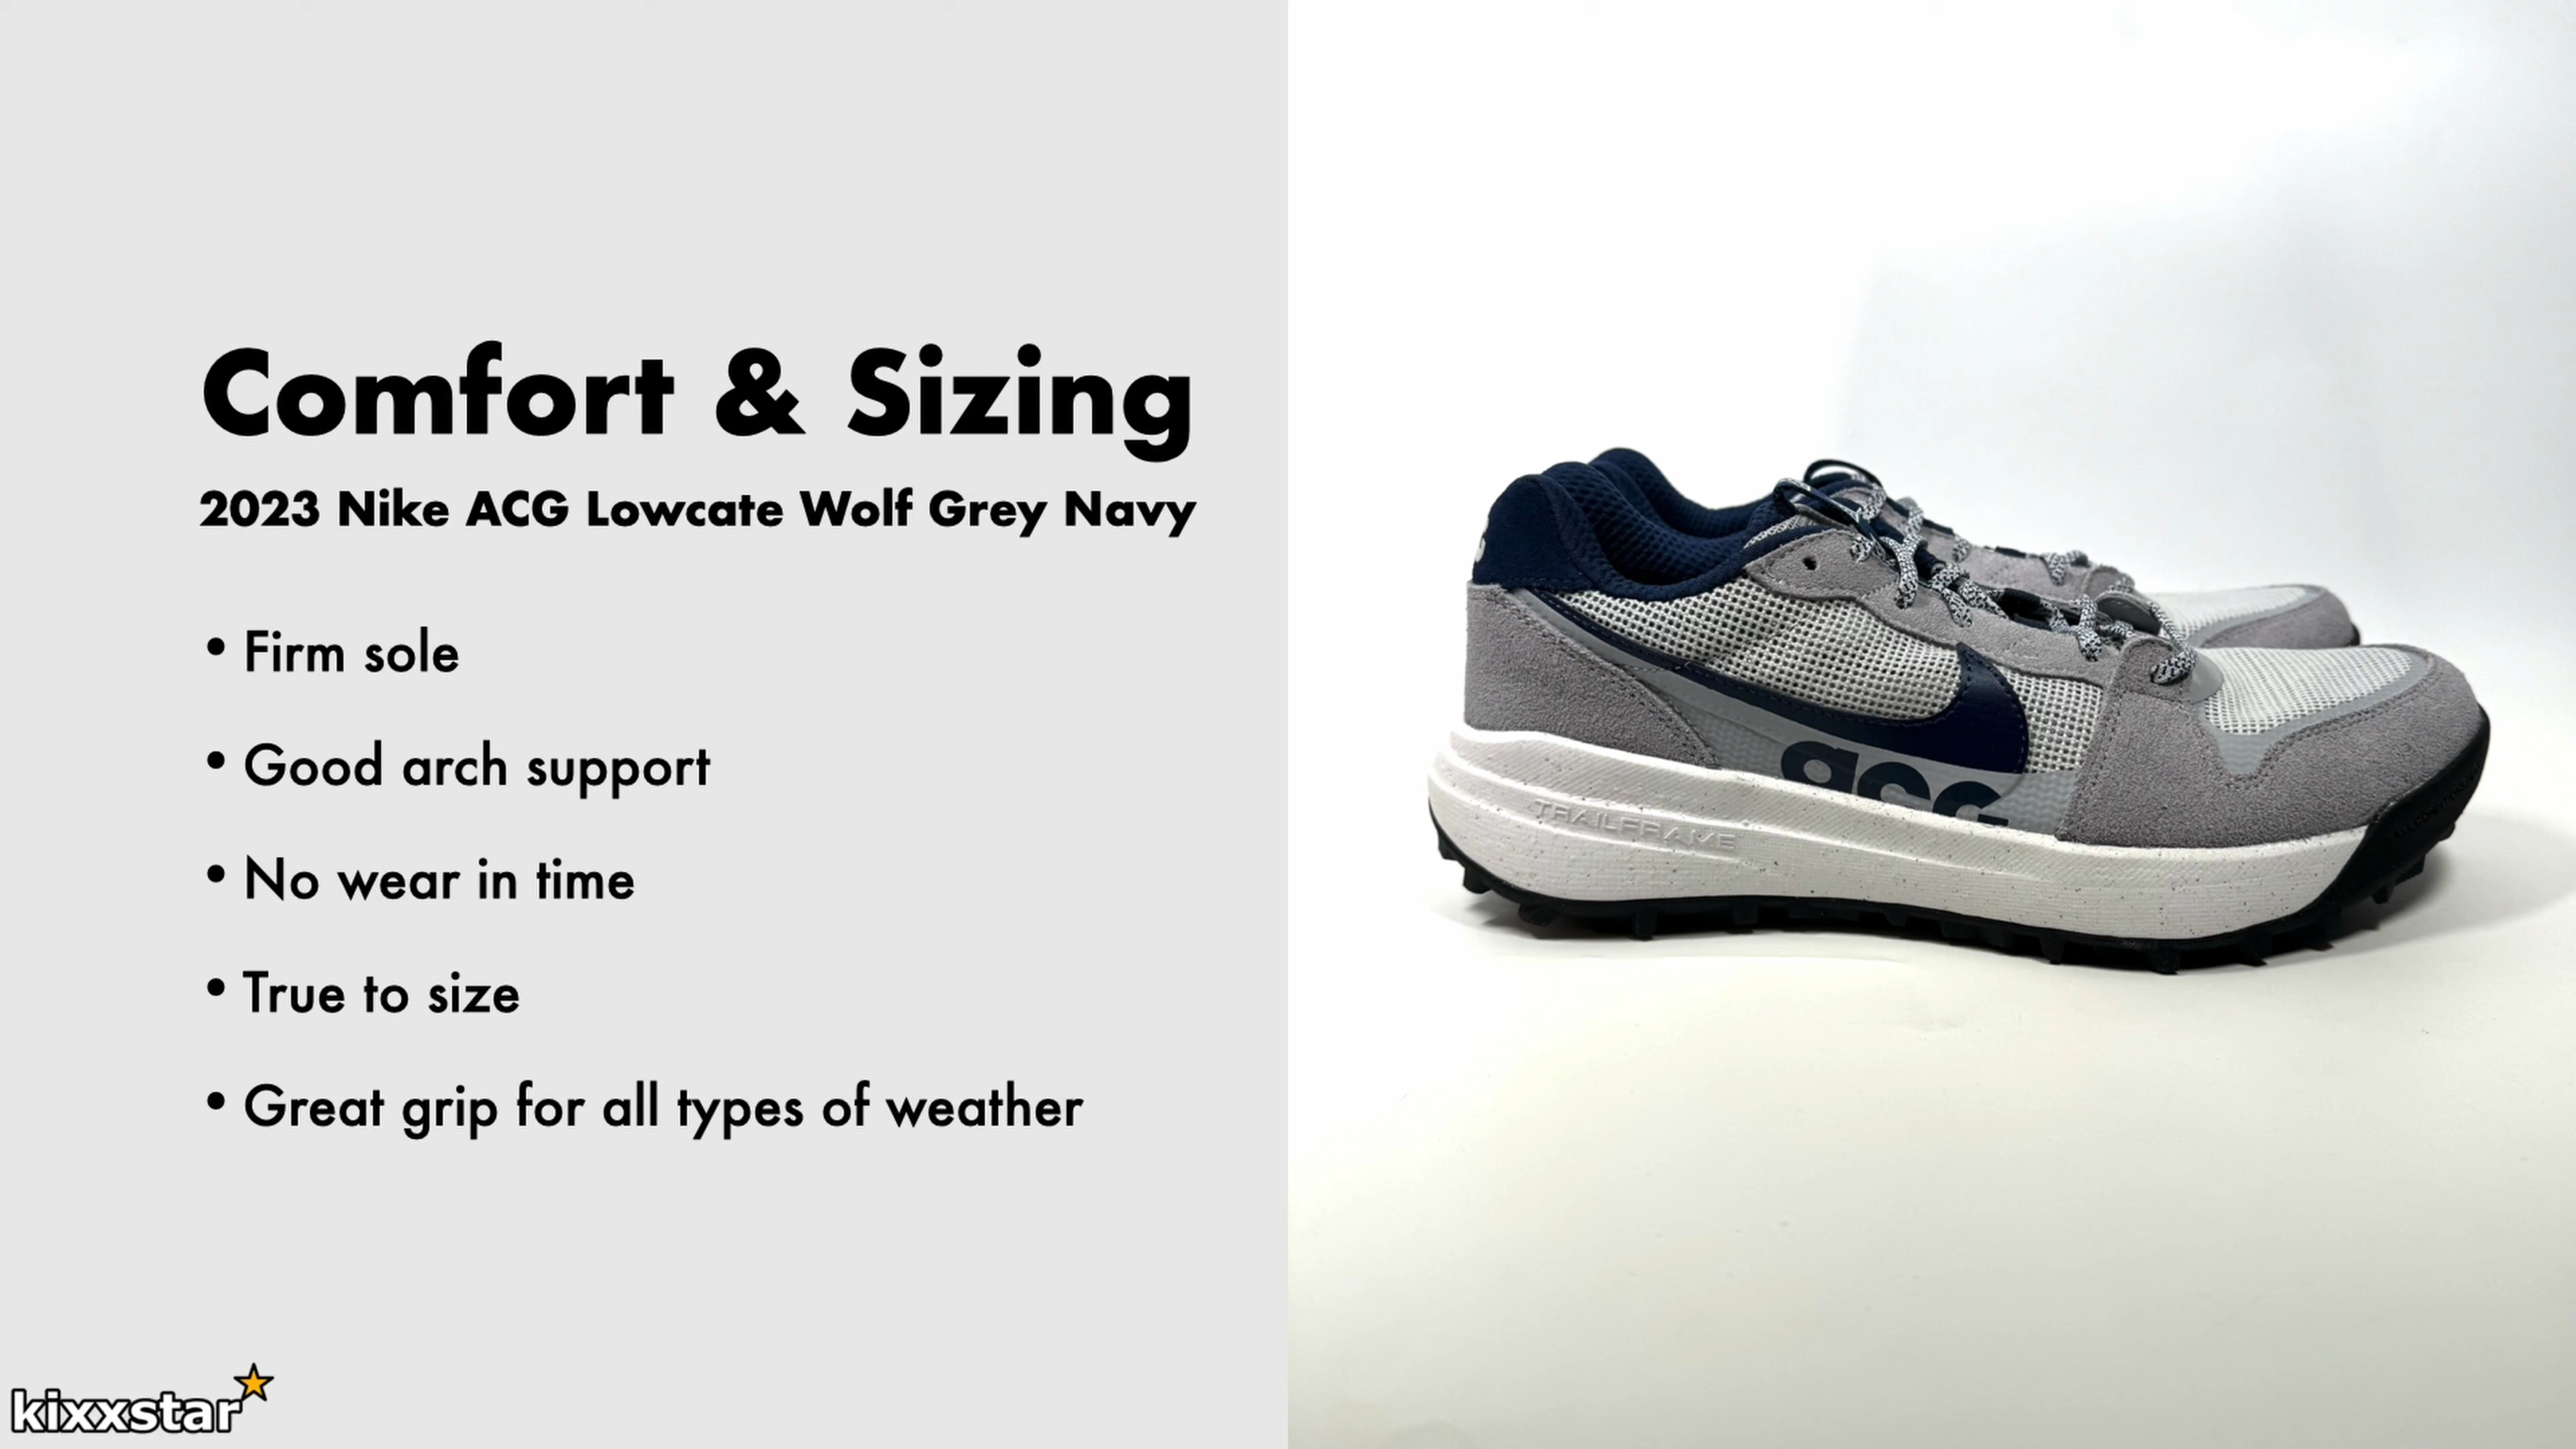 Comfort & Sizing
2023 Nike ACG Lowcate Wolf Grey Navy
• Firm sole
• Good arch support
• No wear in time
• True to size
• Great grip for all types of weather
kixxstar
acg
TRAILFRAME